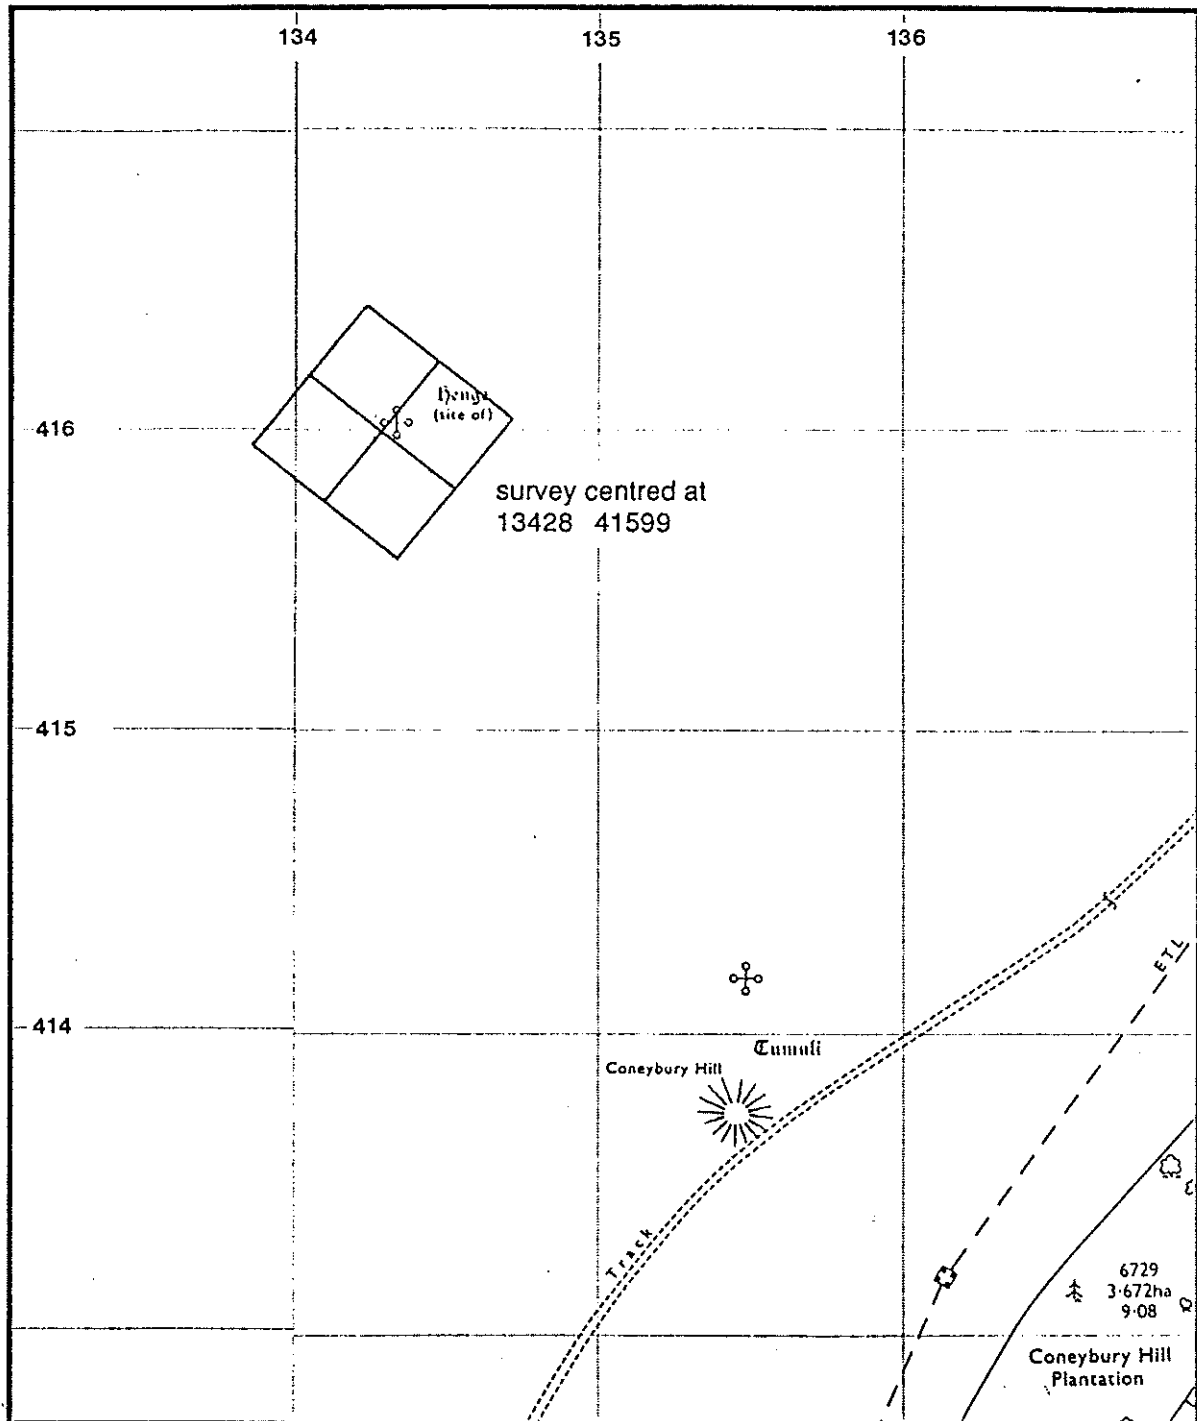 134
135
136
416
Henge
(site of)
survey centred at
13428 41599
415
414
Tumuli
Coneybury Hill
ETL
Track
6729
3·672ha
9·08
Coneybury Hill
Plantation